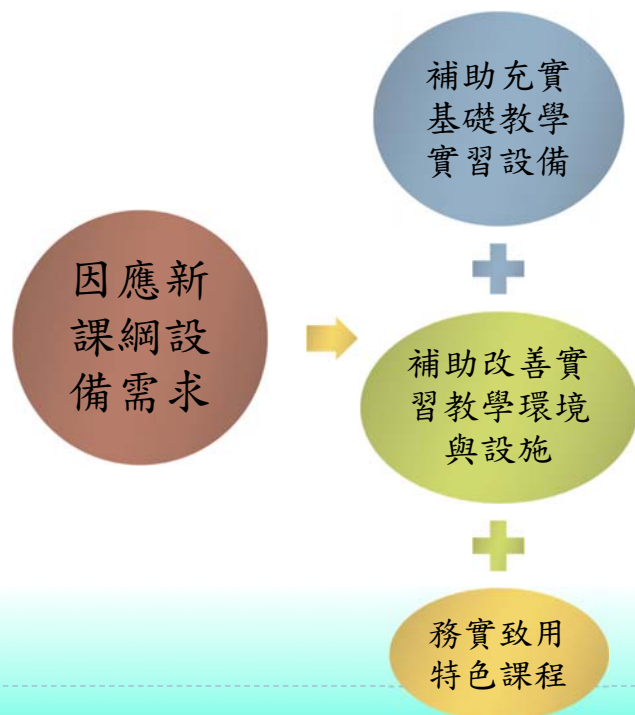 補助充實
基礎教學
實習設備
因應新
課綱設
備需求
補助改善實
習教學環境
與設施
務實致用
特色課程